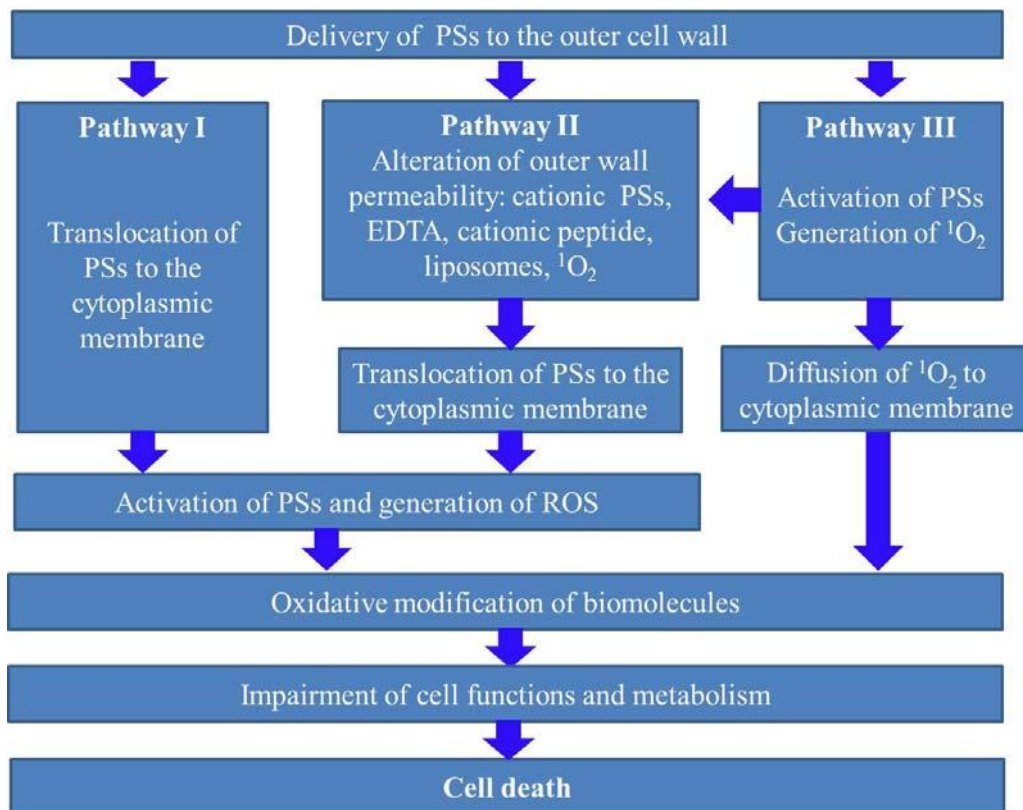 Delivery of PSs to the outer cell wall
Pathway I
Translocation of
PSs to the
cytoplasmic
membrane
Pathway II
Alteration of outer wall
permeability: cationic PSs,
EDTA, cationic peptide,
liposomes, ¹O₂
Pathway III
Activation of PSs
Generation of ¹O₂
Translocation of PSs to the
cytoplasmic membrane
Diffusion of ¹O₂ to
cytoplasmic membrane
Activation of PSs and generation of ROS
Oxidative modification of biomolecules
Impairment of cell functions and metabolism
Cell death